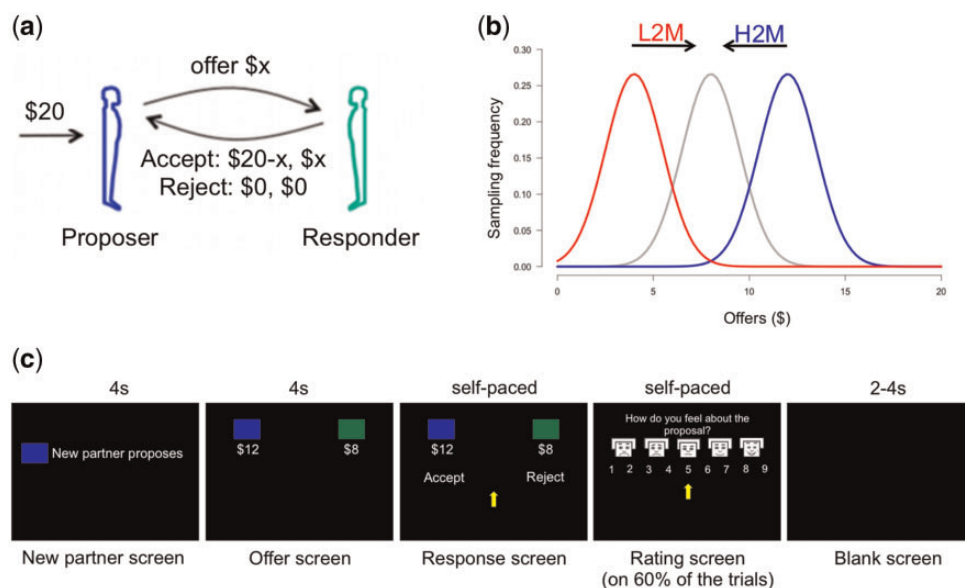 (a)
$20
offer $x
Accept: $20-x, $x
Reject: $0, $0
Proposer
Responder
(b)
L2M
H2M
Sampling frequency
0.30
0.25
0.20
0.15
0.10
0.05
0.00
0
5
10
15
20
Offers ($)
(c)
4s
New partner proposes
New partner screen
4s
$12
$8
Offer screen
self-paced
$12
$8
Accept
Reject
Response screen
self-paced
How do you feel about the
proposal?
1 2 3 4 5 6 7 8 9
Rating screen
(on 60% of the trials)
2-4s
Blank screen